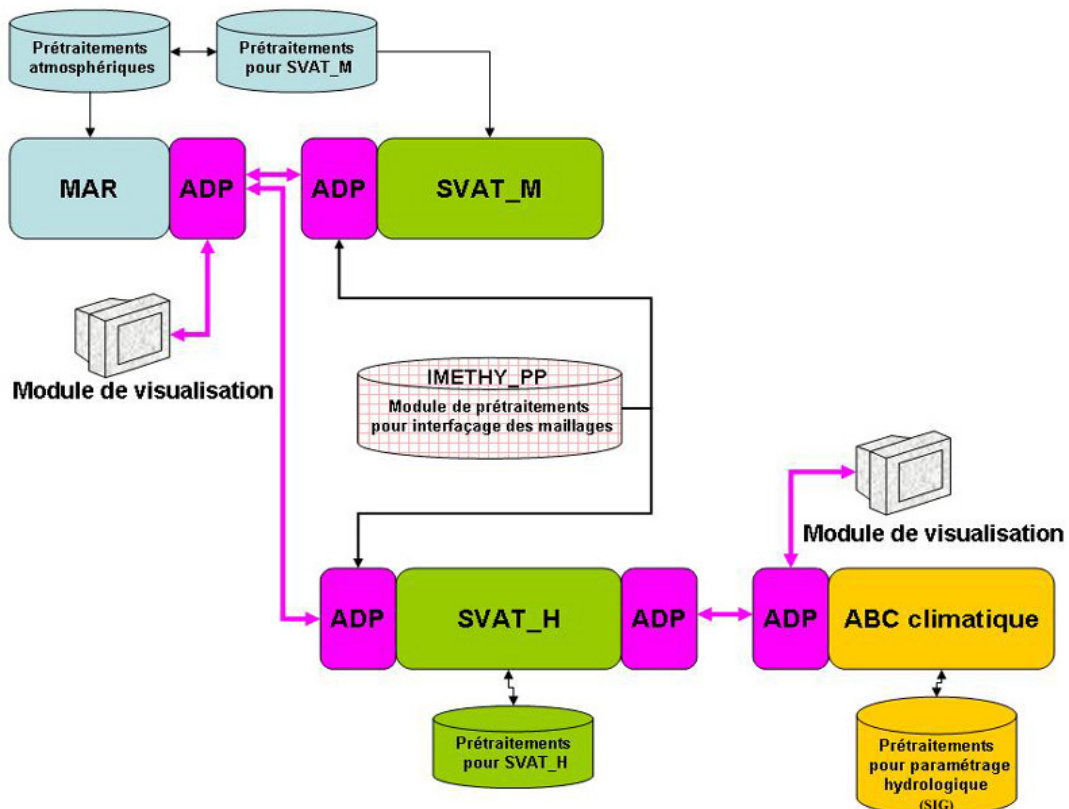 Prétraitements
atmosphériques
Prétraitements
pour SVAT_M
MAR
ADP
ADP
SVAT_M
Module de visualisation
IMETHY_PP
Module de prétraitements
pour interfaçage des maillages
Module de visualisation
ADP
SVAT_H
ADP
ADP
ABC climatique
Prétraitements
pour SVAT_H
Prétraitements
pour paramétrage
hydrologique
(SIG)